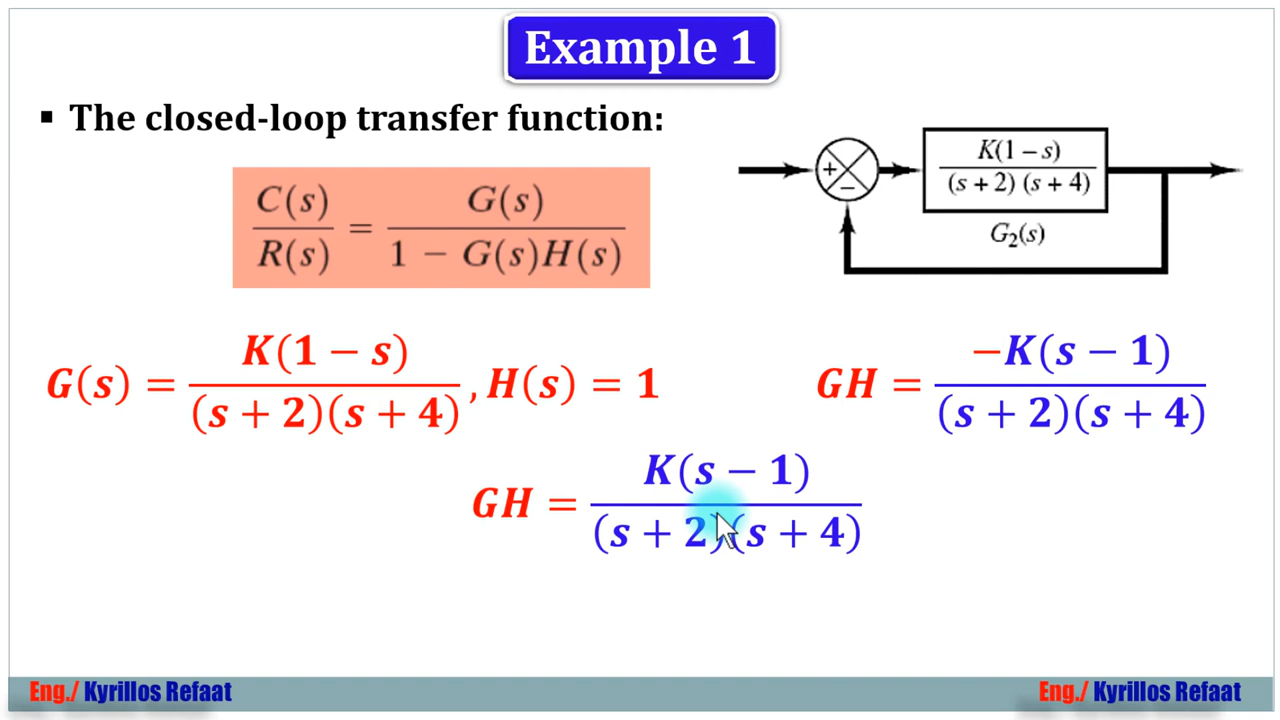 Example 1
▪ The closed-loop transfer function:
C(s)/R(s) = G(s)/(1 − G(s)H(s))
+
−
K(1 – s)/((s + 2) (s + 4))
G₂(s)
G(s) = K(1 − s)/((s + 2)(s + 4)), H(s) = 1
GH = −K(s − 1)/((s + 2)(s + 4))
GH = K(s − 1)/((s + 2)(s + 4))
Eng./ Kyrillos Refaat
Eng./ Kyrillos Refaat